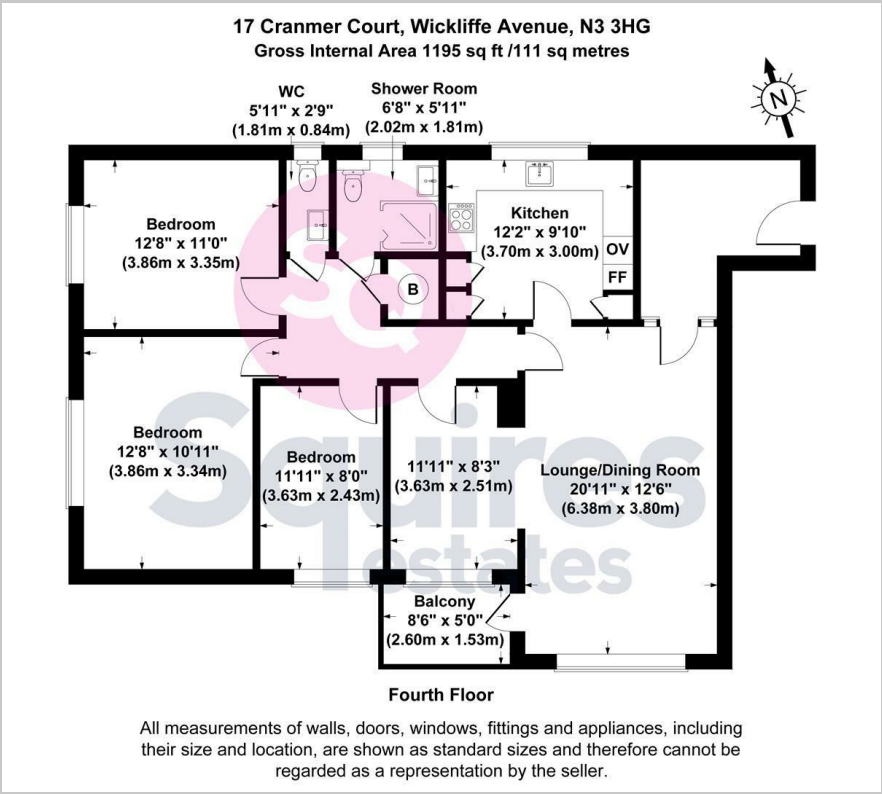 17 Cranmer Court, Wickliffe Avenue, N3 3HG
Gross Internal Area 1195 sq ft /111 sq metres
N
WC
5'11" x 2'9"
(1.81m x 0.84m)
Shower Room
6'8" x 5'11"
(2.02m x 1.81m)
Bedroom
12'8" x 11'0"
(3.86m x 3.35m)
Kitchen
12'2" x 9'10"
(3.70m x 3.00m)
OV
FF
B
SQ
Squires
estates
Bedroom
12'8" x 10'11"
(3.86m x 3.34m)
Bedroom
11'11" x 8'0"
(3.63m x 2.43m)
11'11" x 8'3"
(3.63m x 2.51m)
Lounge/Dining Room
20'11" x 12'6"
(6.38m x 3.80m)
Balcony
8'6" x 5'0"
(2.60m x 1.53m)
Fourth Floor
All measurements of walls, doors, windows, fittings and appliances, including
their size and location, are shown as standard sizes and therefore cannot be
regarded as a representation by the seller.